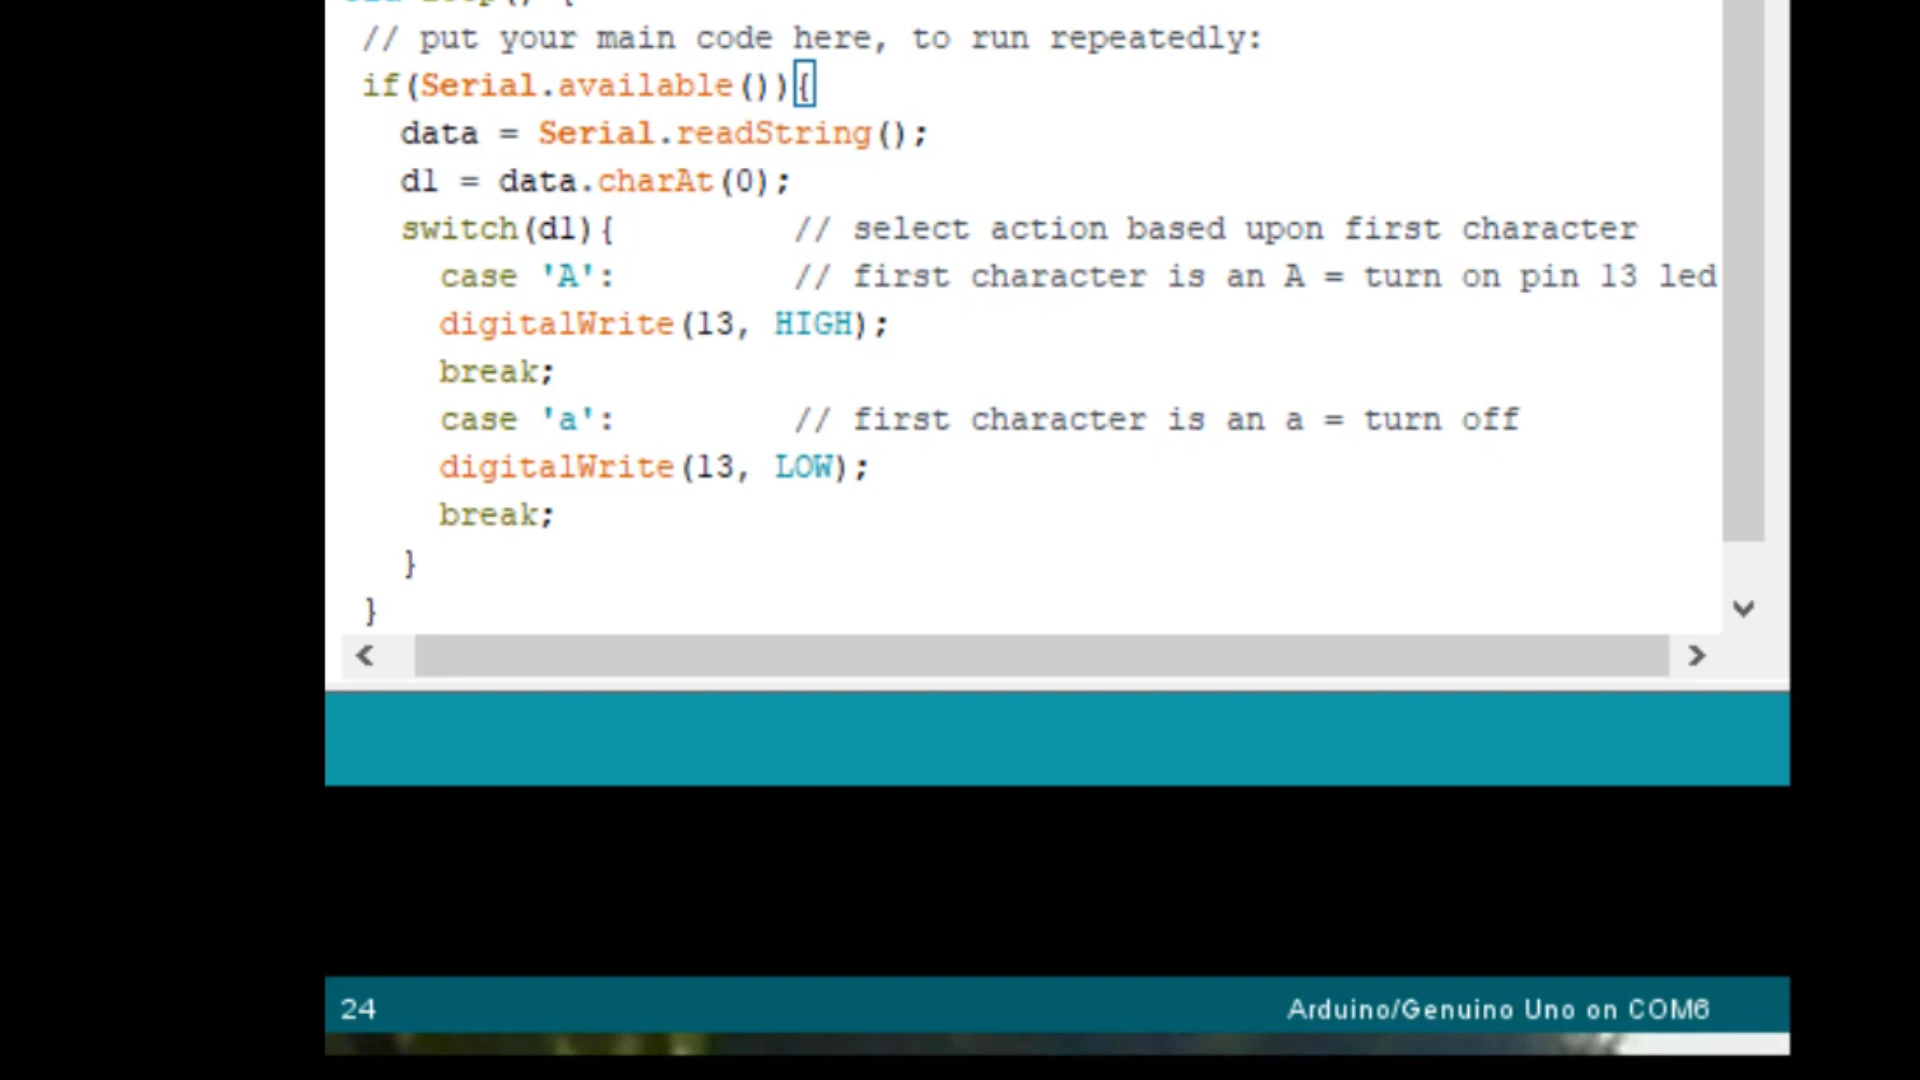 // put your main code here, to run repeatedly:
if(Serial.available()){
data = Serial.readString();
dl = data.charAt(0);
switch(dl){ // select action based upon first character
case 'A': // first character is an A = turn on pin 13 led
digitalWrite(13, HIGH);
break;
case 'a': // first character is an a = turn off
digitalWrite(13, LOW);
break;
}
}
24
Arduino/Genuino Uno on COM6